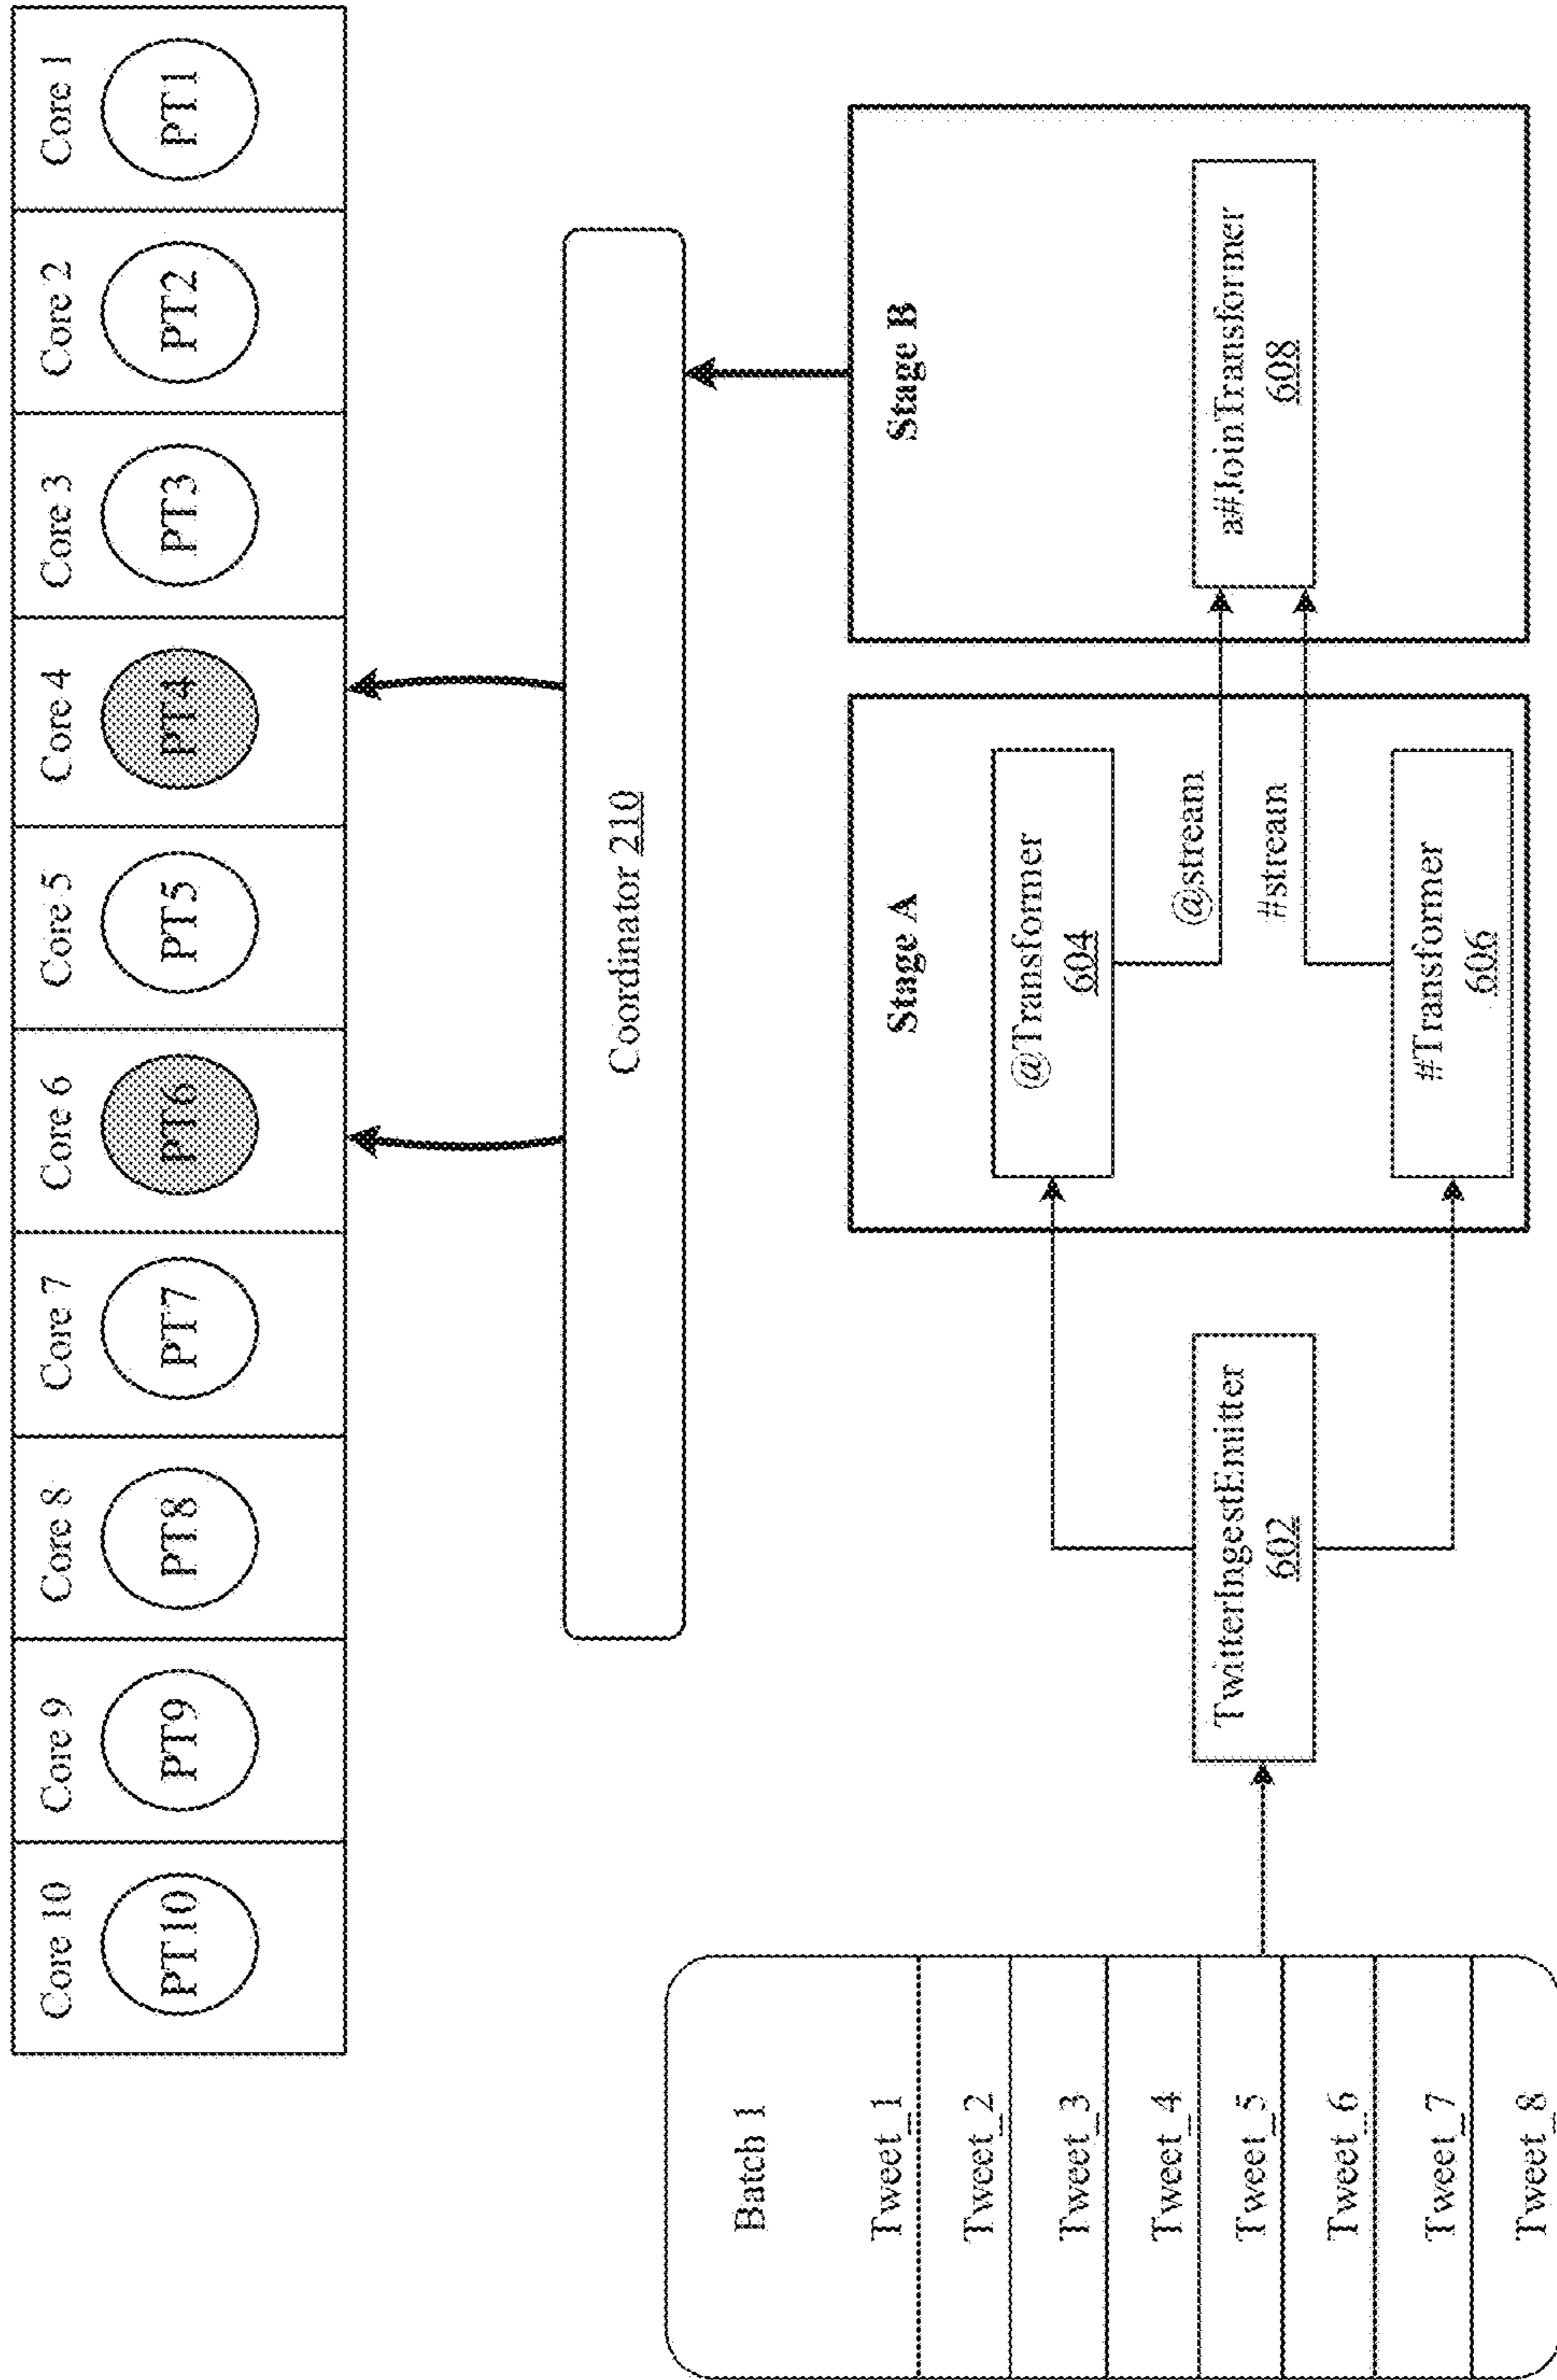 Core 10
Core 9
Core 8
Core 7
Core 6
Core 5
Core 4
Core 3
Core 2
Core 1
PT10
PT9
PT8
PT7
PT6
PT5
PT4
PT3
PT2
PT1
Coordinator 210
Batch 1
Tweet_1
Tweet_2
Tweet_3
Tweet_4
Tweet_5
Tweet_6
Tweet_7
Tweet_8
TwitterIngestEmitter
602
Stage A
@Transformer
604
@stream
#stream
#Transformer
606
Stage B
a#JoinTransformer
608